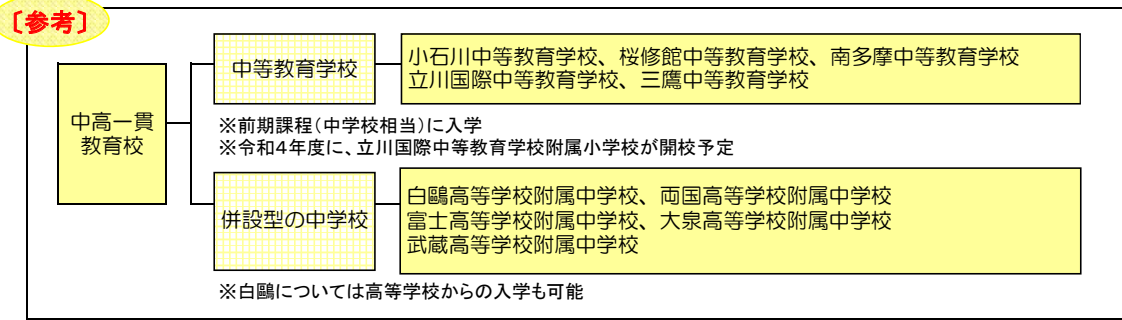 〔参考〕
中高一貫
教育校
中等教育学校
小石川中等教育学校、桜修館中等教育学校、南多摩中等教育学校
立川国際中等教育学校、三鷹中等教育学校
※前期課程(中学校相当)に入学
※令和4年度に、立川国際中等教育学校附属小学校が開校予定
併設型の中学校
白鷗高等学校附属中学校、両国高等学校附属中学校
富士高等学校附属中学校、大泉高等学校附属中学校
武蔵高等学校附属中学校
※白鷗については高等学校からの入学も可能